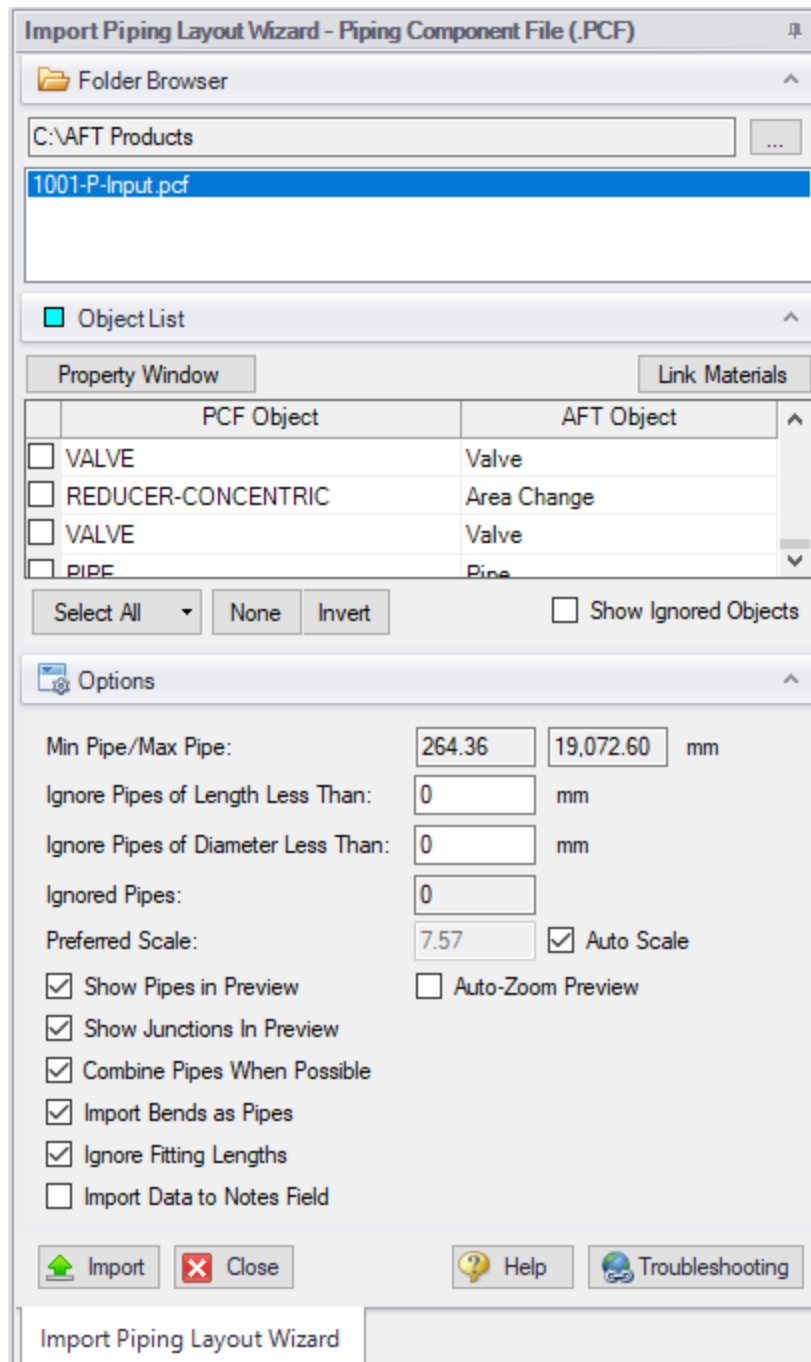 Import Piping Layout Wizard - Piping Component File (.PCF)
Folder Browser
C:\AFT Products
...
1001-P-Input.pcf
Object List
Property Window Link Materials
PCF Object AFT Object
VALVE Valve
REDUCER-CONCENTRIC Area Change
VALVE Valve
PIPE Pipe
Select All None Invert Show Ignored Objects
Options
Min Pipe/Max Pipe: 264.36 19,072.60 mm
Ignore Pipes of Length Less Than: 0 mm
Ignore Pipes of Diameter Less Than: 0 mm
Ignored Pipes: 0
Preferred Scale: 7.57 Auto Scale
Show Pipes in Preview Auto-Zoom Preview
Show Junctions In Preview
Combine Pipes When Possible
Import Bends as Pipes
Ignore Fitting Lengths
Import Data to Notes Field
Import Close Help Troubleshooting
Import Piping Layout Wizard